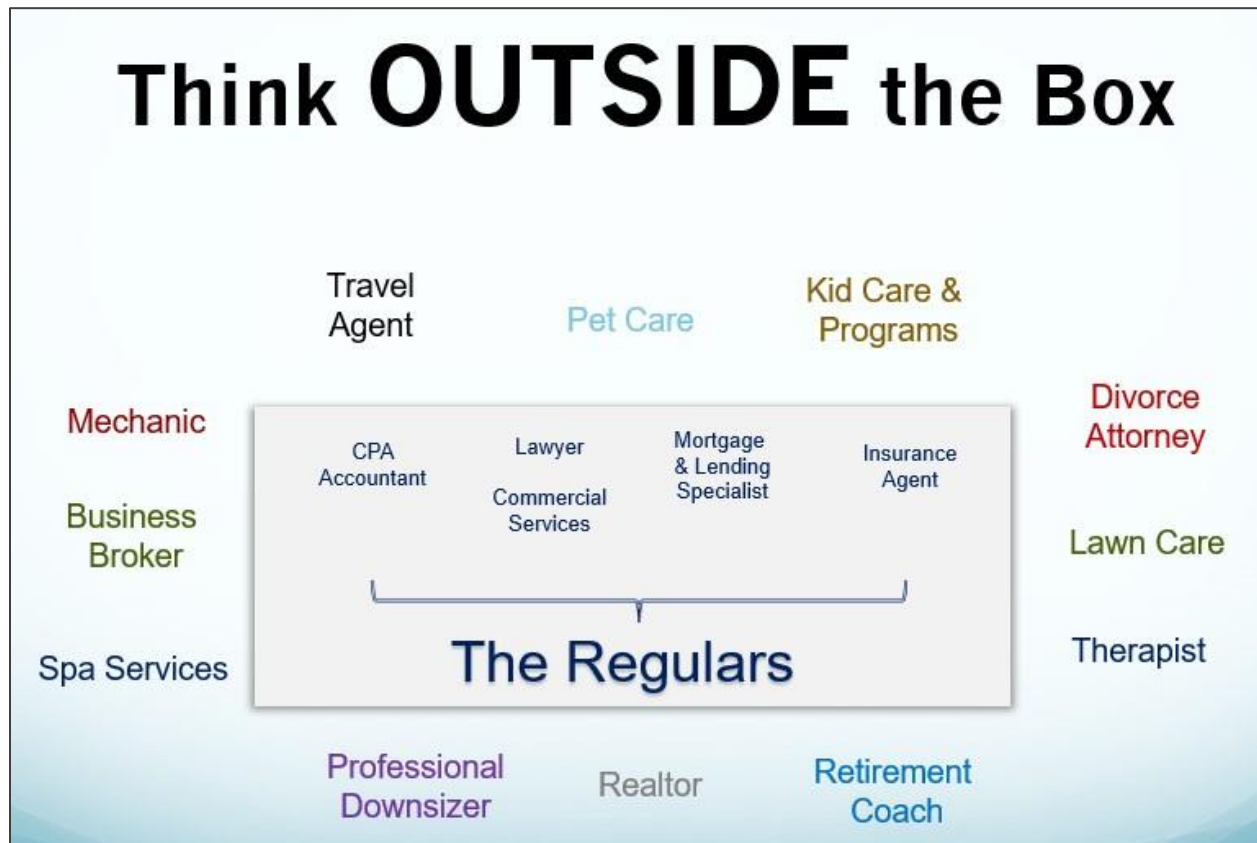 Think OUTSIDE the Box
Travel
Agent
Pet Care
Kid Care &
Programs
Mechanic
Divorce
Attorney
Business
Broker
Lawn Care
Spa Services
Therapist
CPA
Accountant
Lawyer
Commercial
Services
Mortgage
& Lending
Specialist
Insurance
Agent
The Regulars
Professional
Downsizer
Realtor
Retirement
Coach